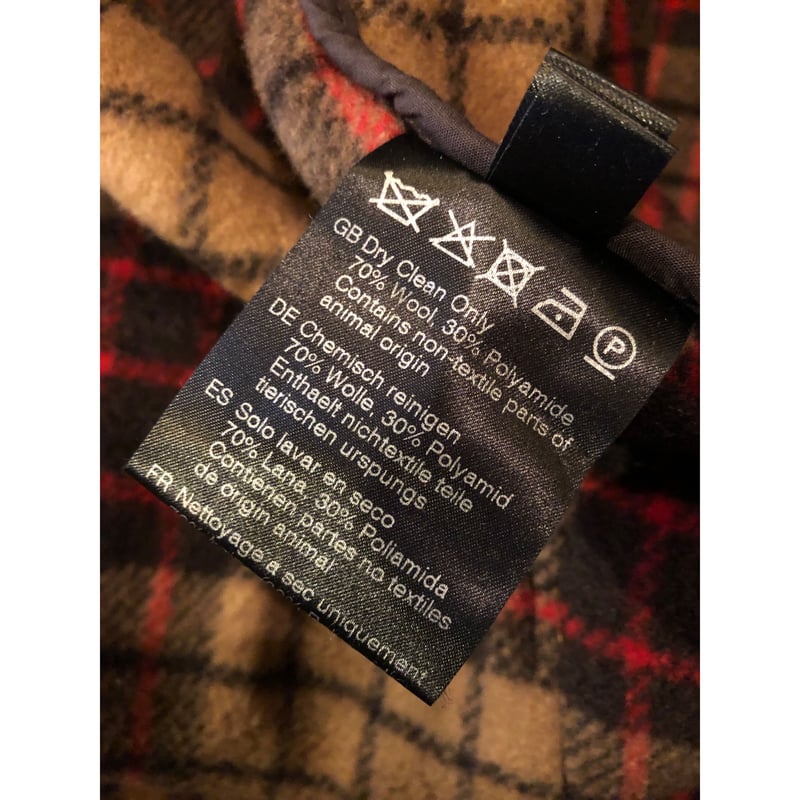 P
GB Dry Clean Only
70% Wool, 30% Polyamide
Contains non-textile parts of
animal origin
DE Chemisch reinigen
70% Wolle, 30% Polyamid
Enthaelt nichtextile teile
tierischen urspungs
ES Solo lavar en seco
70% Lana, 30% Poliamida
Contienen partes no textiles
de origin animal
FR Nettoyage a sec uniquement